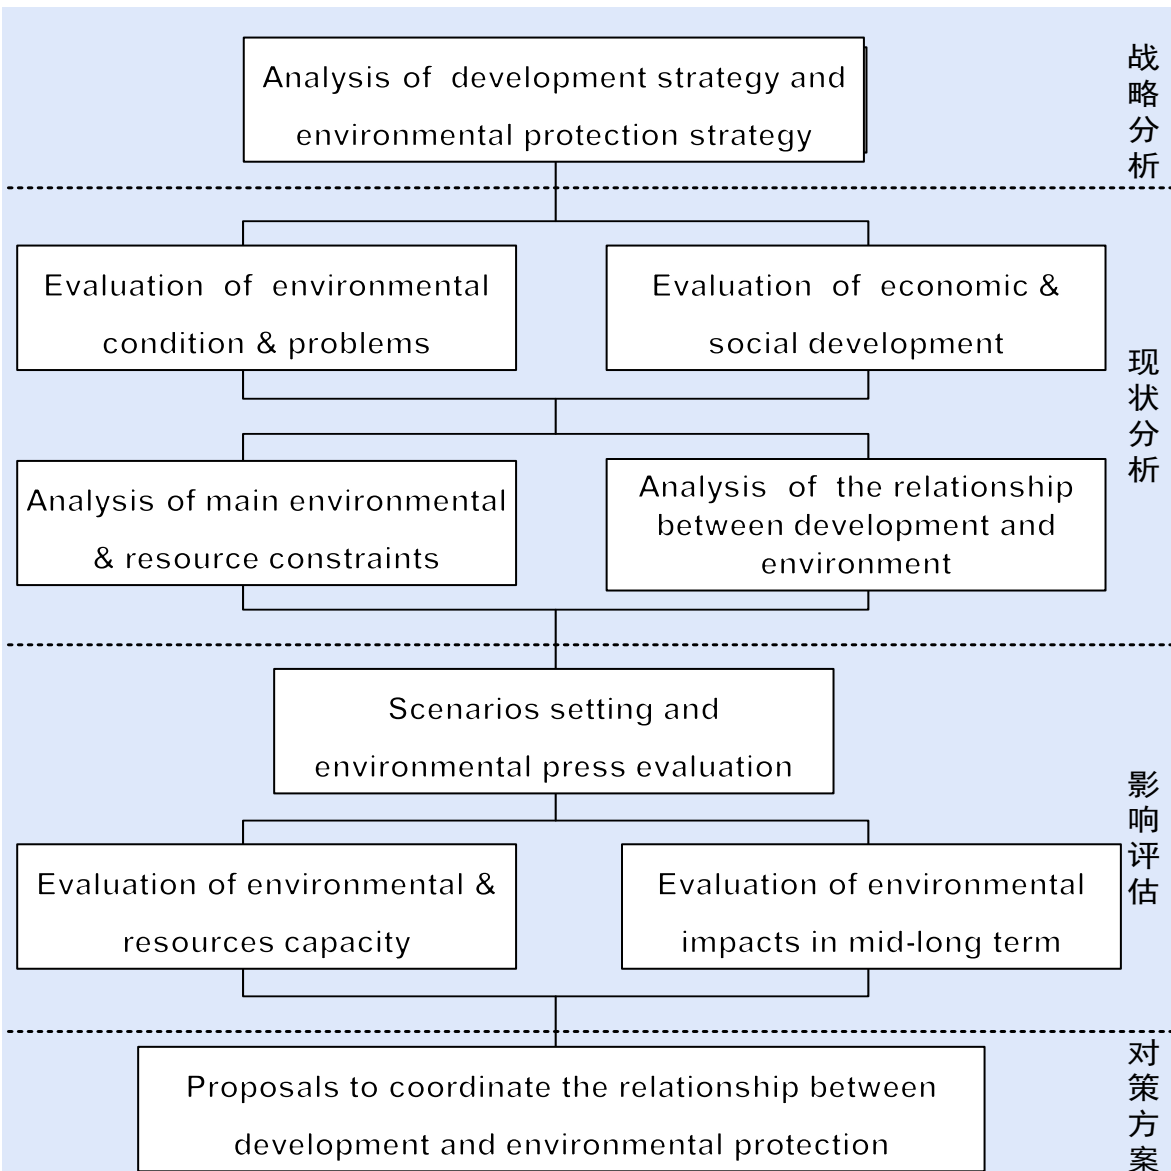 Analysis of development strategy and
environmental protection strategy
战略分析
Evaluation of environmental
condition & problems
Evaluation of economic &
social development
现状分析
Analysis of main environmental
& resource constraints
Analysis of the relationship
between development and
environment
Scenarios setting and
environmental press evaluation
影响评估
Evaluation of environmental &
resources capacity
Evaluation of environmental
impacts in mid-long term
Proposals to coordinate the relationship between
development and environmental protection
对策方案